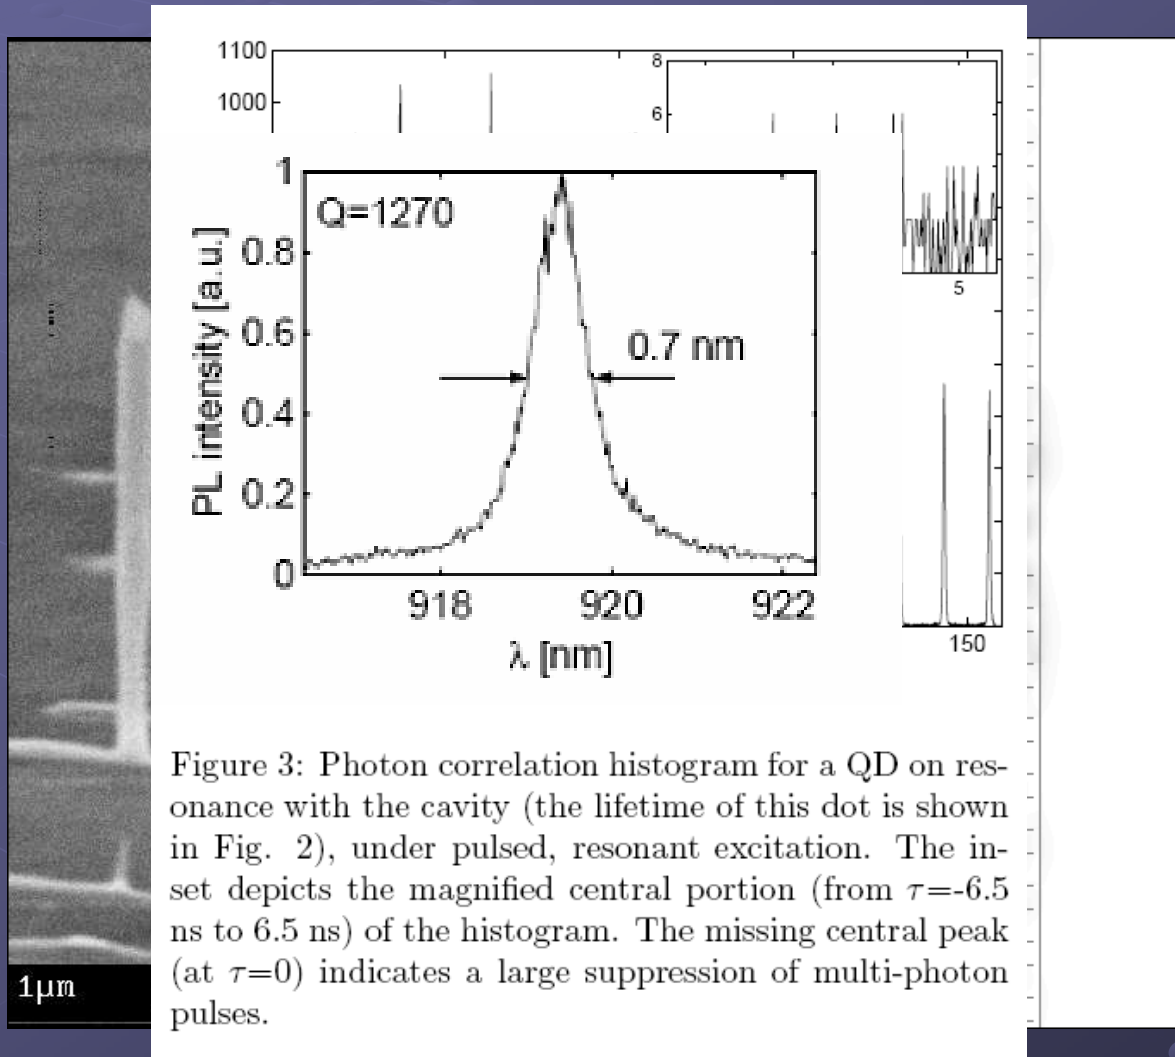 1100
1000
8
6
5
150
1
0.8
0.6
0.4
0.2
0
Q=1270
0.7 nm
PL intensity [a.u.]
918 920 922
λ [nm]
1μm
Figure 3: Photon correlation histogram for a QD on res-
onance with the cavity (the lifetime of this dot is shown
in Fig. 2), under pulsed, resonant excitation. The in-
set depicts the magnified central portion (from τ=-6.5
ns to 6.5 ns) of the histogram. The missing central peak
(at τ=0) indicates a large suppression of multi-photon
pulses.